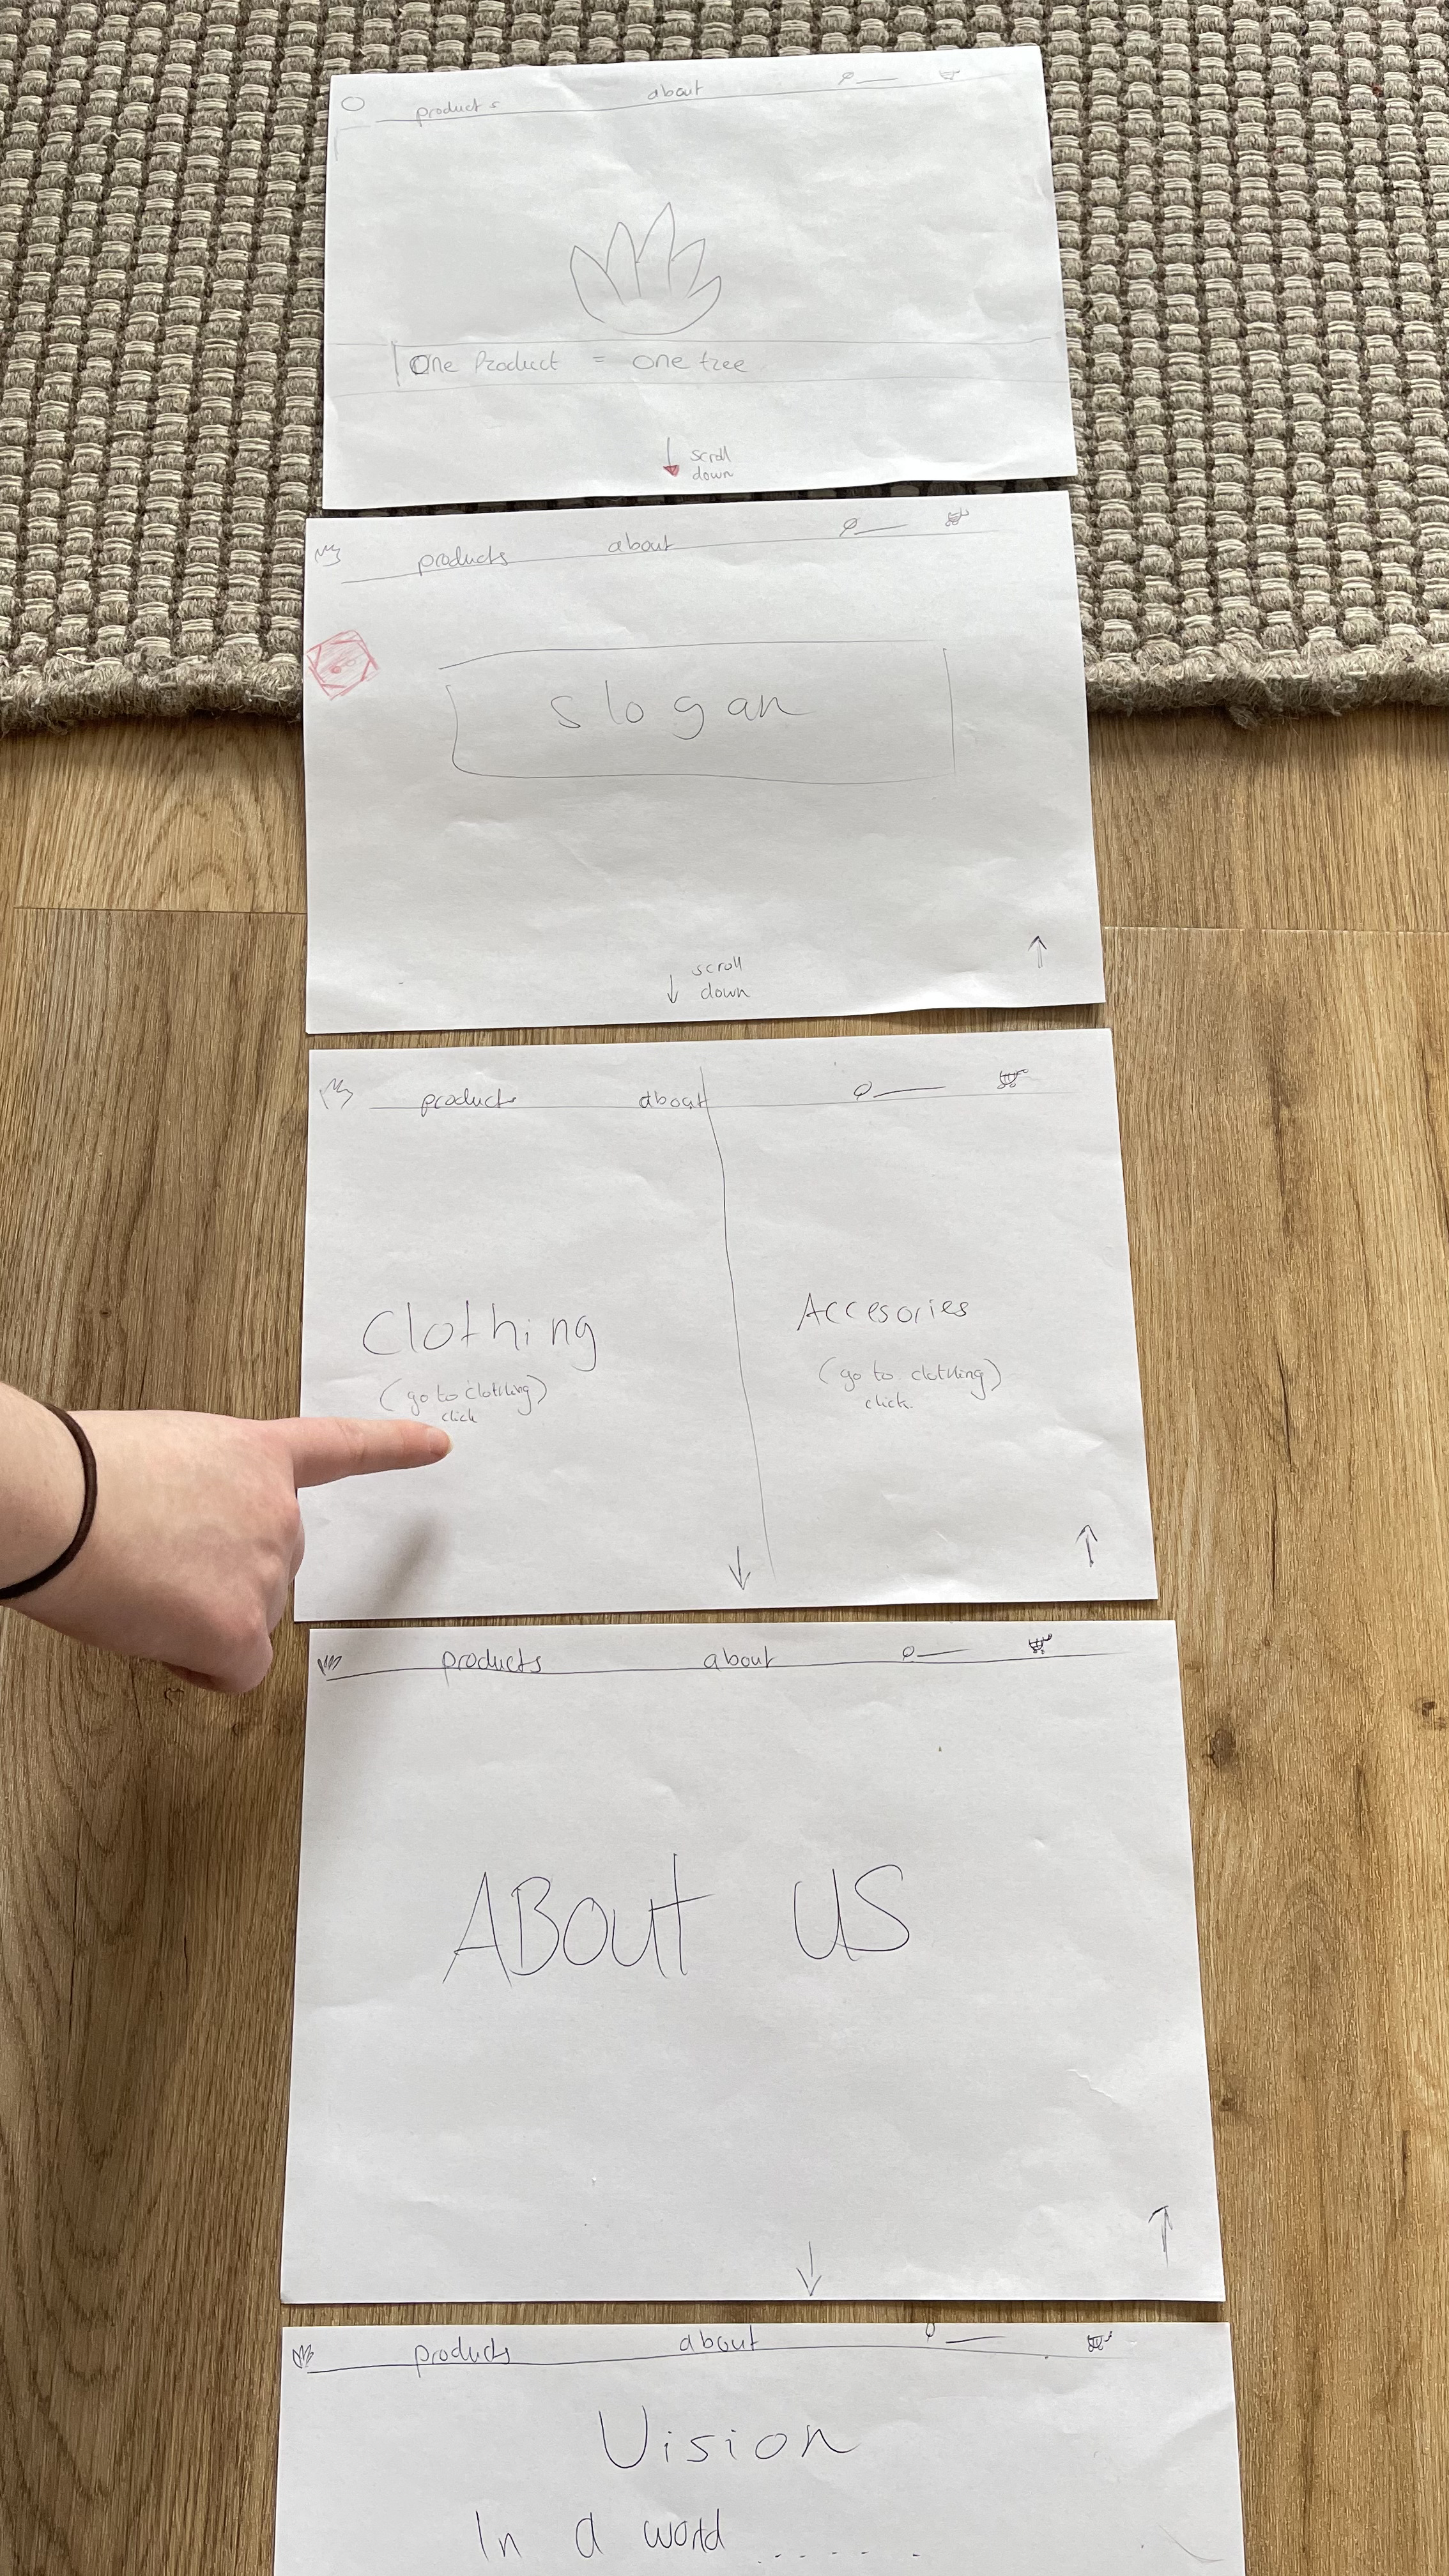 products about
One Product = one tree
scroll
down
products about
slogan
scroll
down
products about
Clothing
(go to clothing)
click
Accesories
(go to clothing)
click.
products about
ABOUT US
products about
Vision
In a world ......